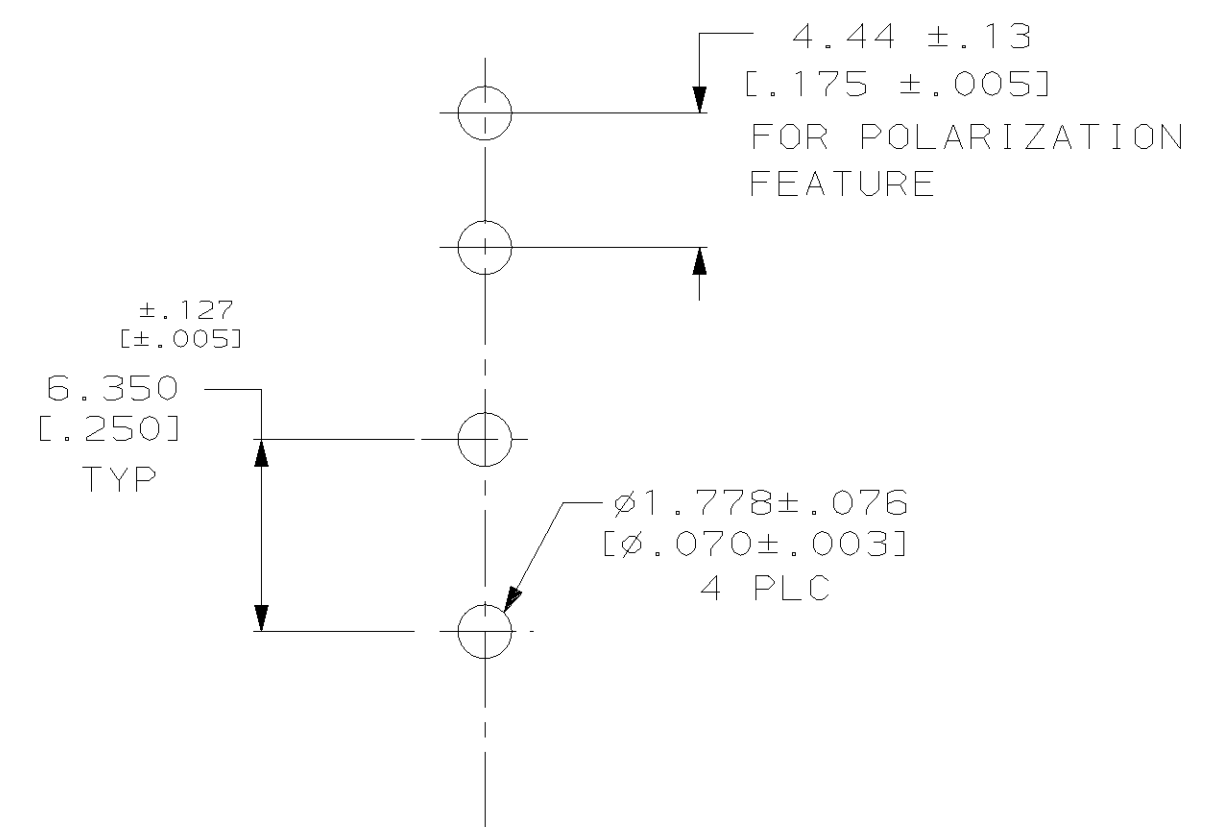 4.44 ±.13
[.175 ±.005]
FOR POLARIZATION
FEATURE
±.127
[±.005]
6.350
[.250]
TYP
⌀1.778±.076
[⌀.070±.003]
4 PLC